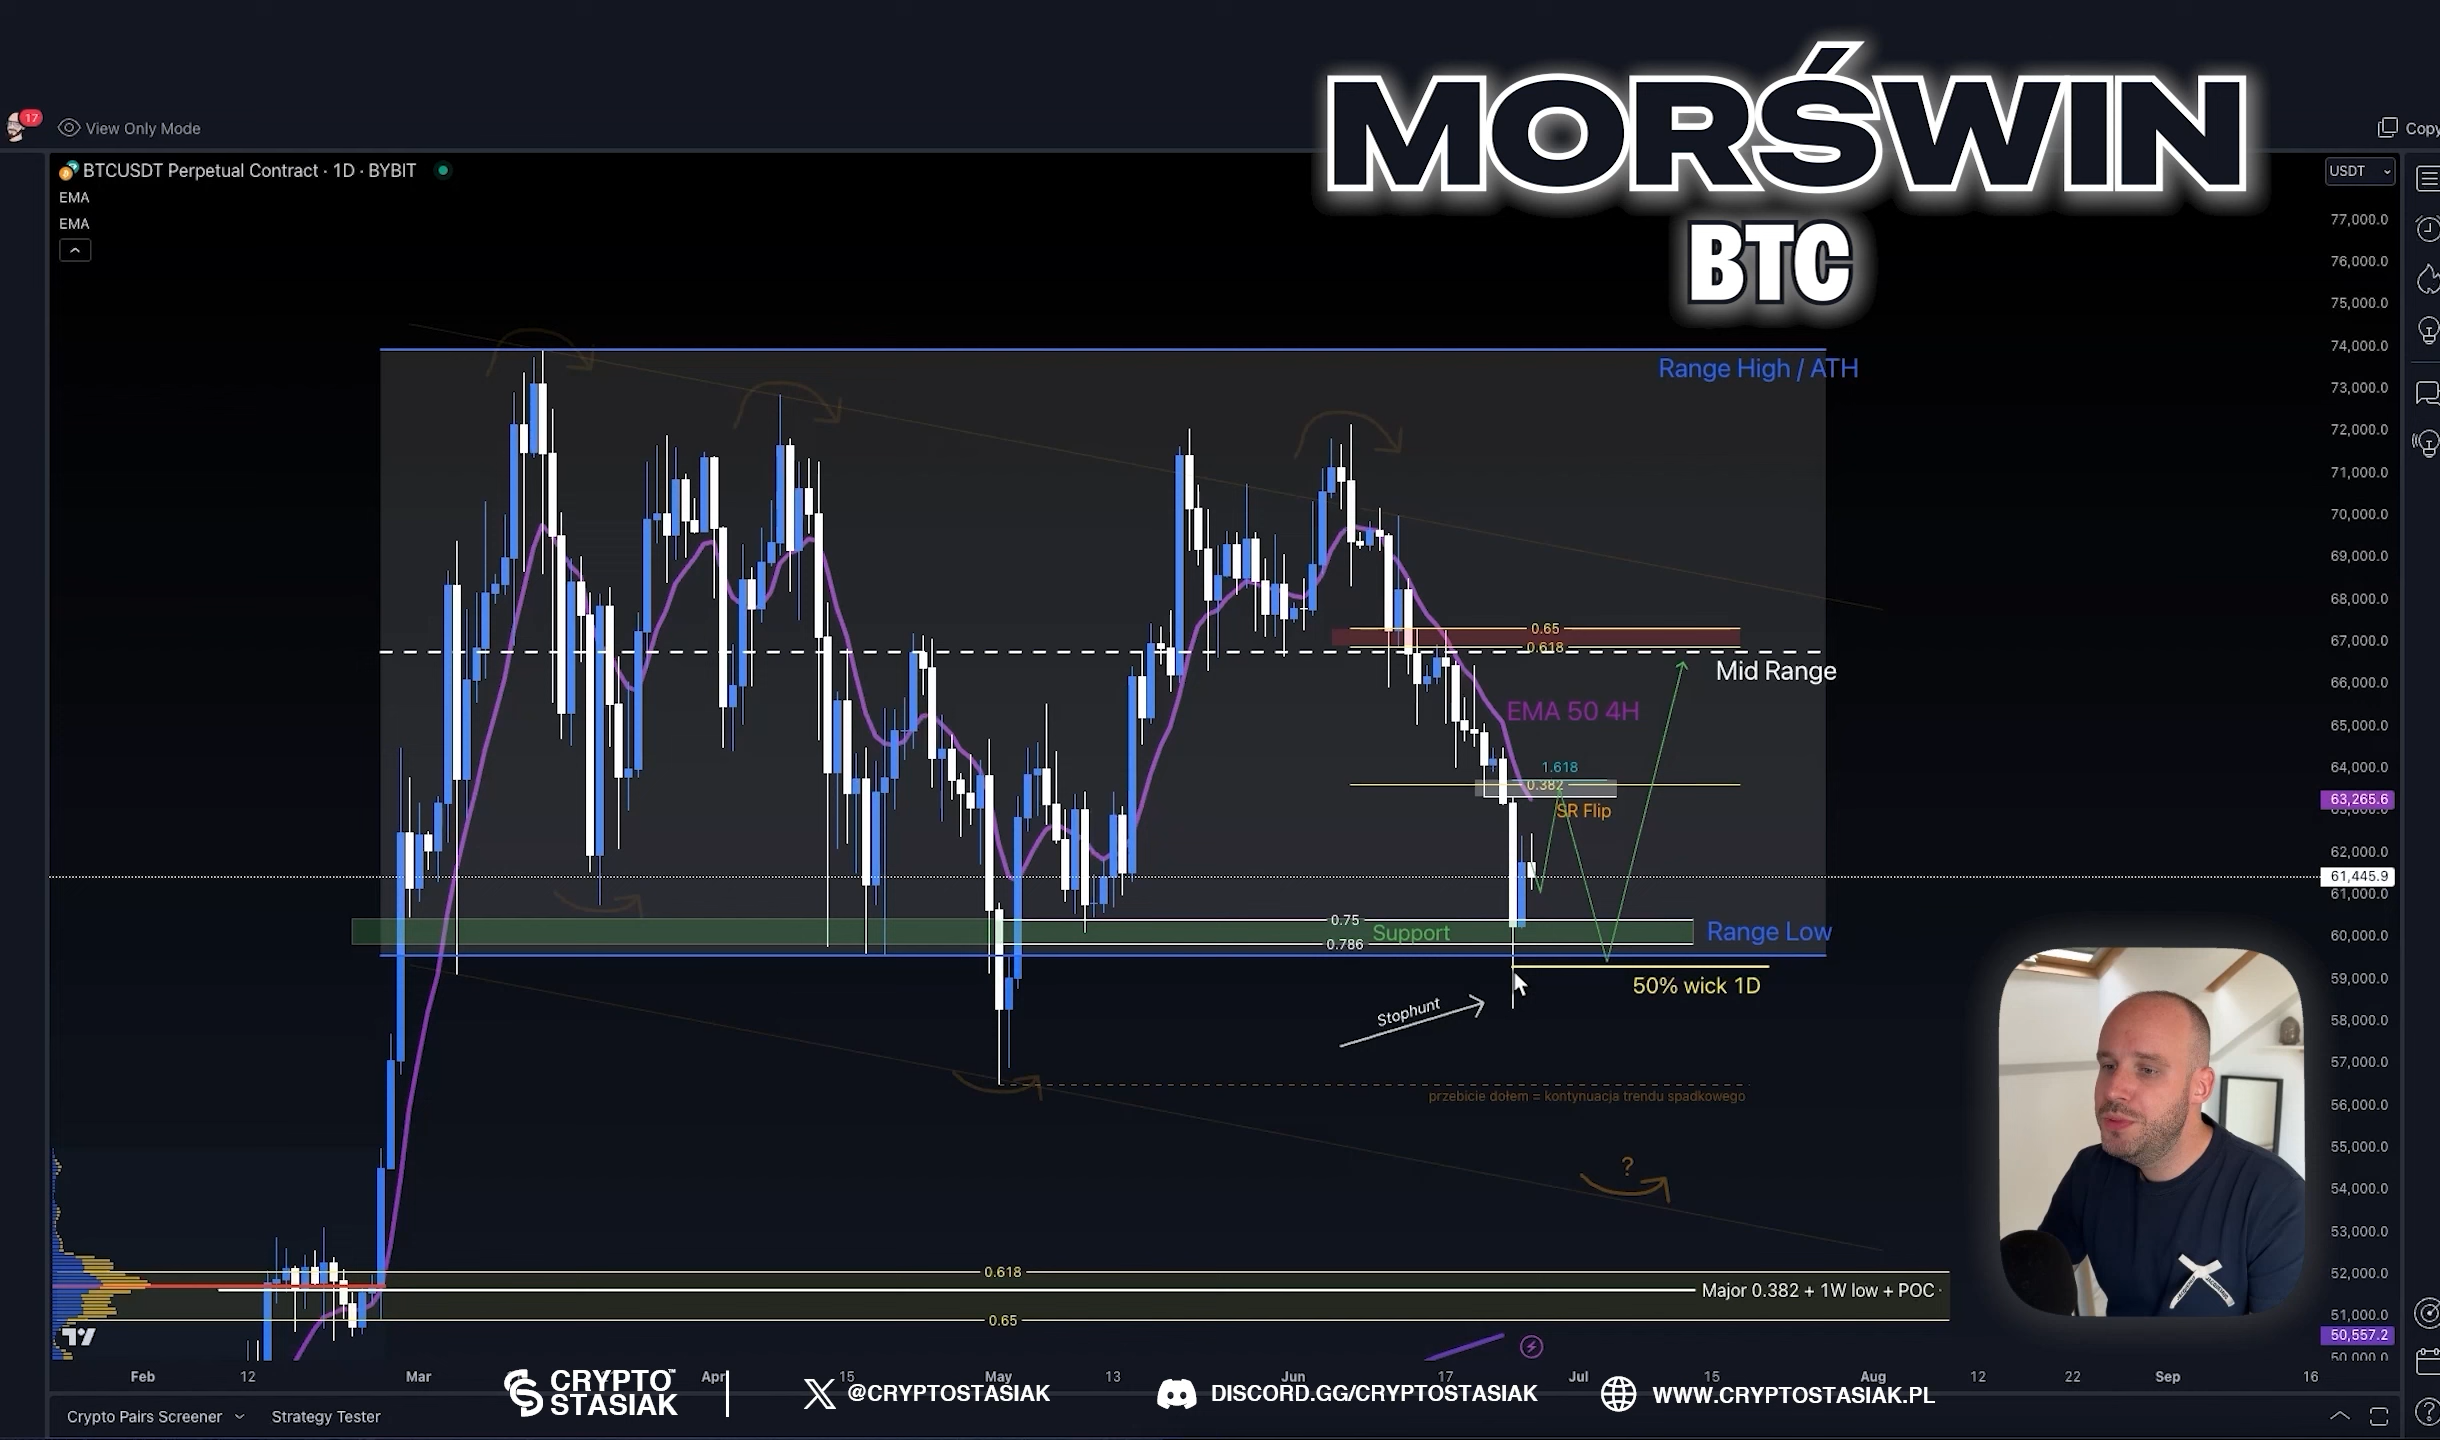 MORŚWIN
BTC
17
View Only Mode
Copy
BTCUSDT Perpetual Contract · 1D · BYBIT
EMA
EMA
USDT
77,000.0
76,000.0
75,000.0
74,000.0
73,000.0
72,000.0
71,000.0
70,000.0
69,000.0
68,000.0
67,000.0
66,000.0
65,000.0
64,000.0
63,265.6
62,000.0
61,445.9
61,000.0
60,000.0
59,000.0
58,000.0
57,000.0
56,000.0
55,000.0
54,000.0
53,000.0
52,000.0
51,000.0
50,557.2
50,000.0
Range High / ATH
0.65
0.618
Mid Range
EMA 50 4H
1.618
0.382
SR Flip
0.75
Support
0.786
Range Low
50% wick 1D
Stophunt
przebicie dołem = kontynuacja trendu spadkowego
?
0.618
Major 0.382 + 1W low + POC
0.65
Feb 12 Mar Apr 15 May 13 Jun 17 Jul 15 Aug 12 22 Sep 16
CRYPTO™
STASIAK
@CRYPTOSTASIAK
DISCORD.GG/CRYPTOSTASIAK
WWW.CRYPTOSTASIAK.PL
Crypto Pairs Screener
Strategy Tester